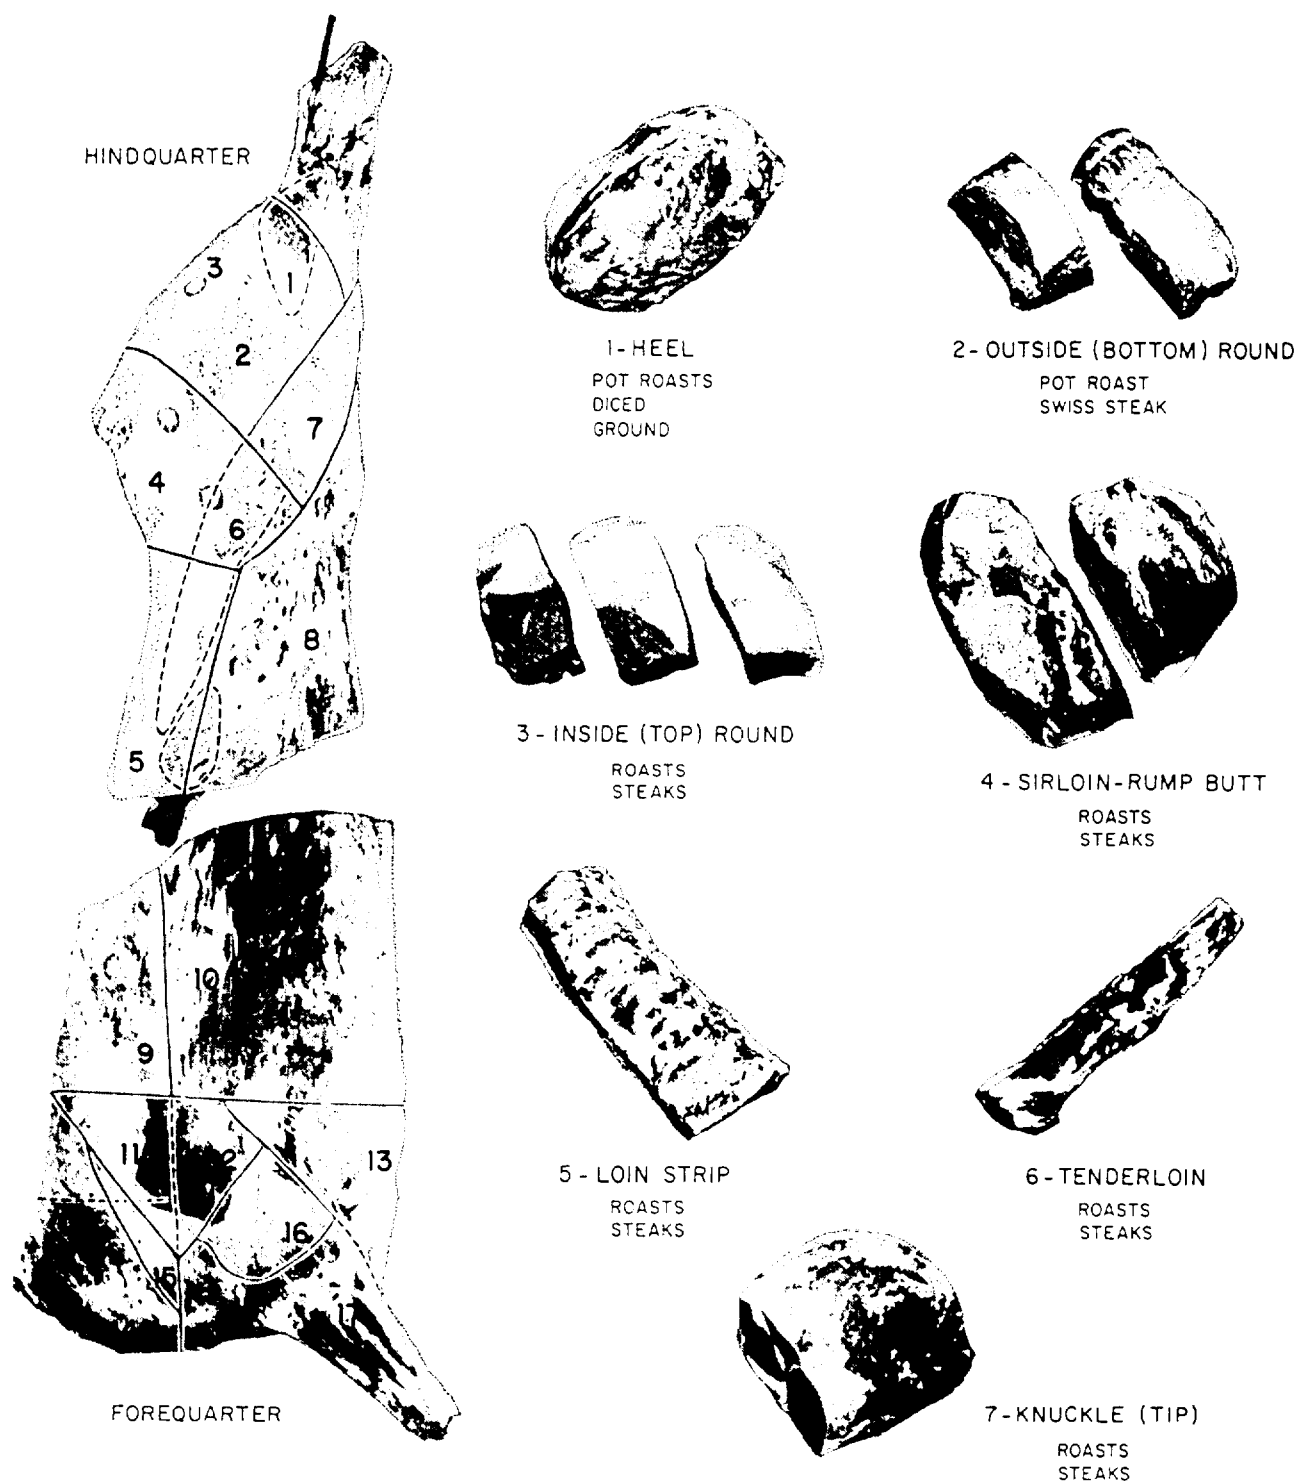 HINDQUARTER
3
1
2
7
4
6
8
5
10
9
11
12
13
16
15
17
FOREQUARTER
1-HEEL
POT ROASTS
DICED
GROUND
2-OUTSIDE (BOTTOM) ROUND
POT ROAST
SWISS STEAK
3-INSIDE (TOP) ROUND
ROASTS
STEAKS
4-SIRLOIN-RUMP BUTT
ROASTS
STEAKS
5-LOIN STRIP
ROASTS
STEAKS
6-TENDERLOIN
ROASTS
STEAKS
7-KNUCKLE (TIP)
ROASTS
STEAKS